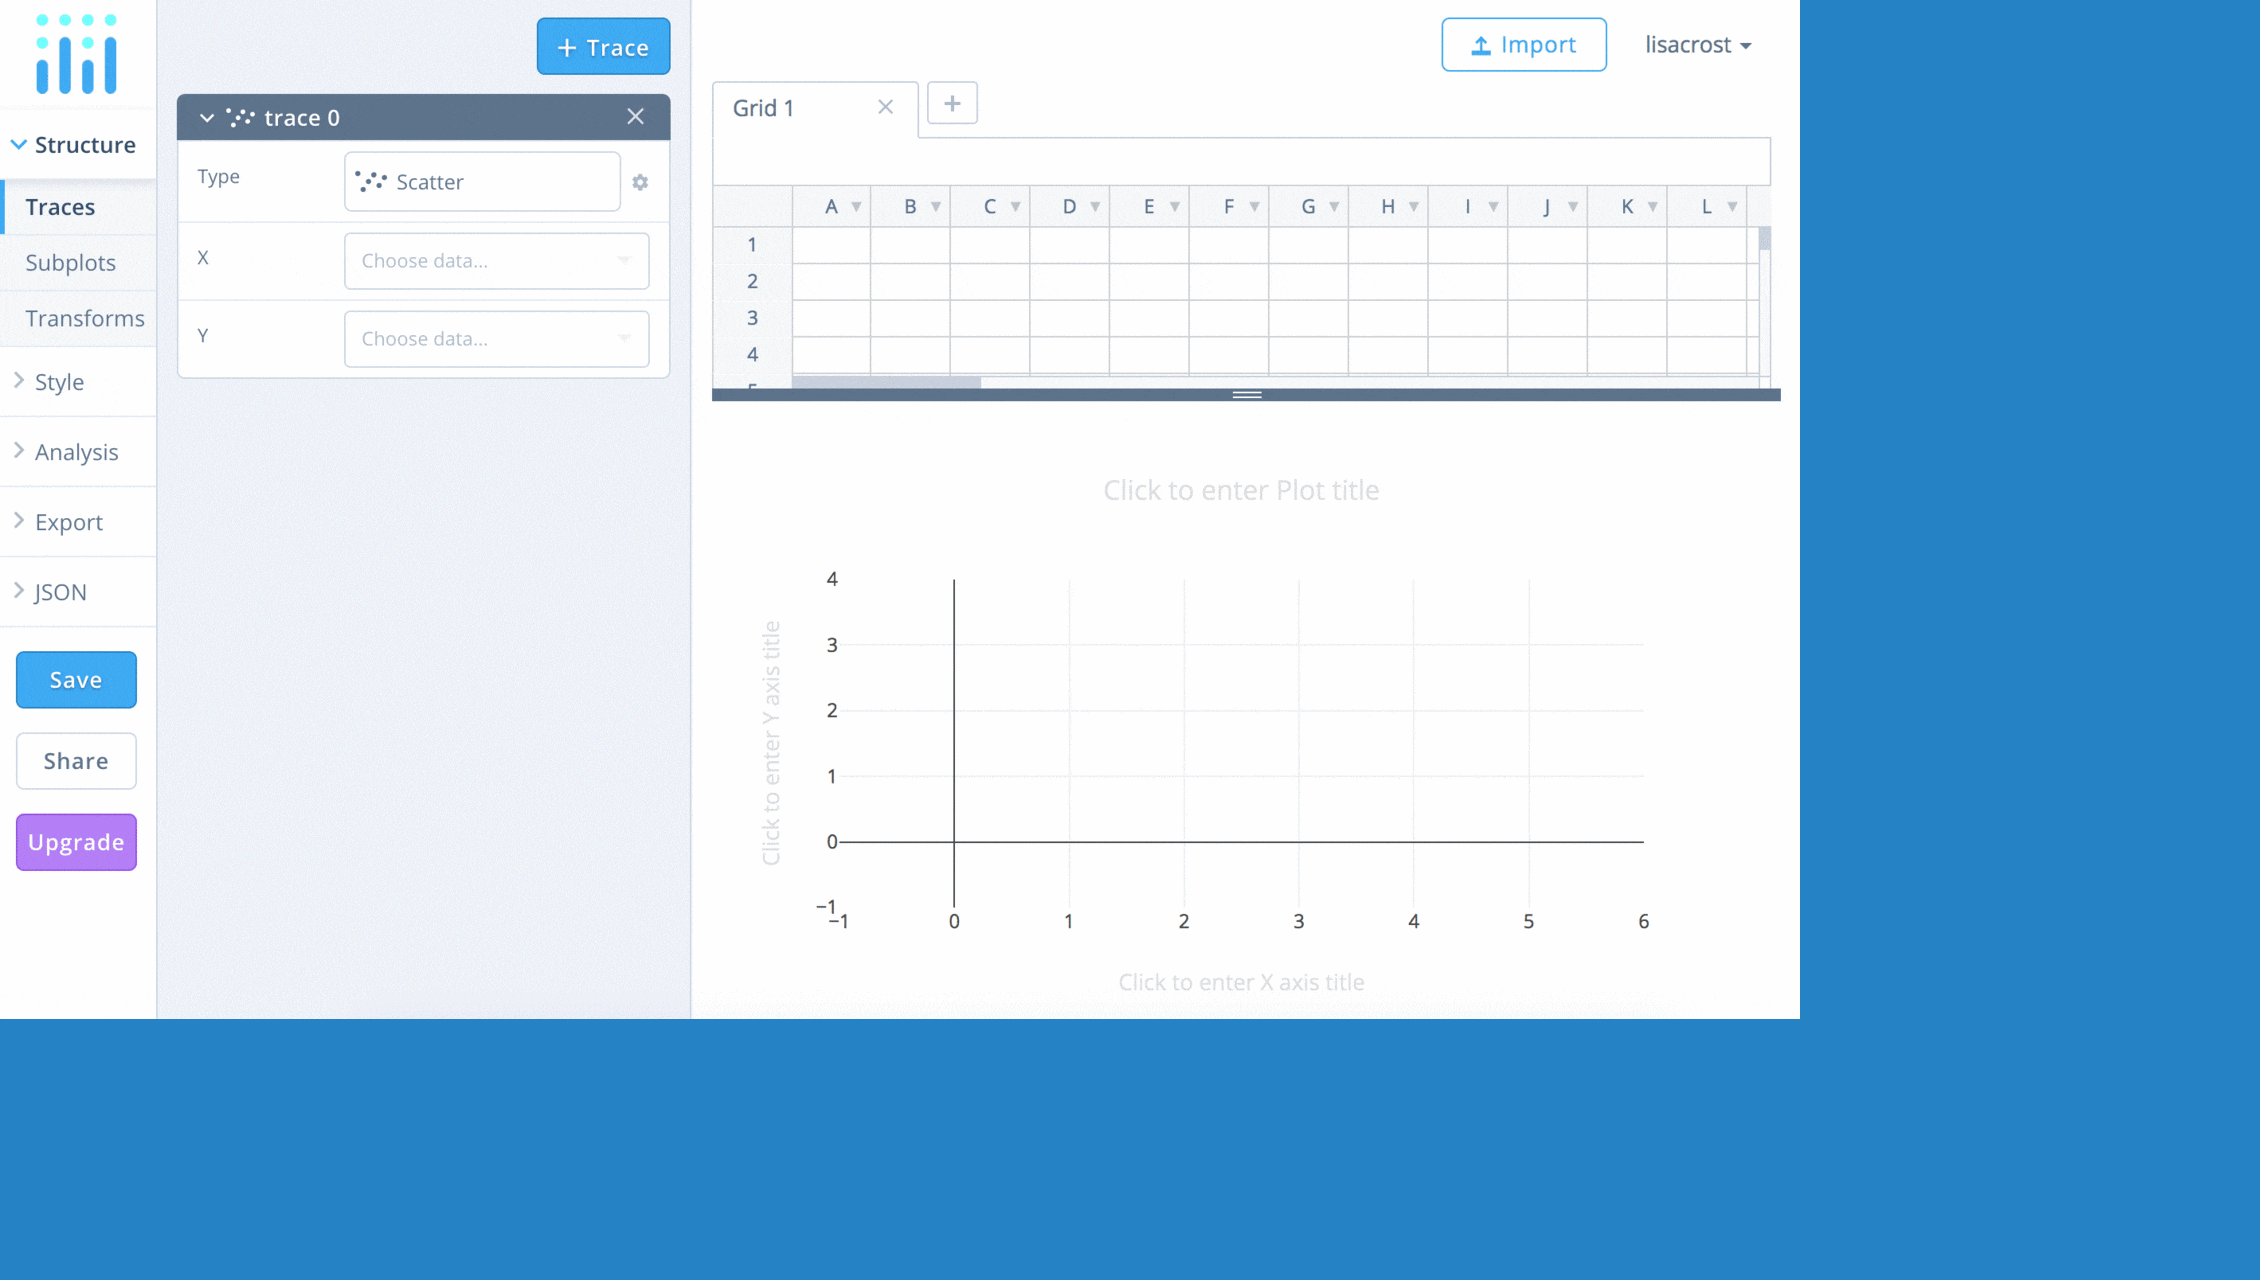 + Trace
trace 0
Type
Scatter
X
Choose data...
Y
Choose data...
Structure
Traces
Subplots
Transforms
Style
Analysis
Export
JSON
Save
Share
Upgrade
Import
lisacrost
Grid 1
+
A B C D E F G H I J K L
1
2
3
4
Click to enter Plot title
Click to enter Y axis title
4
3
2
1
0
−1
−1 0 1 2 3 4 5 6
Click to enter X axis title